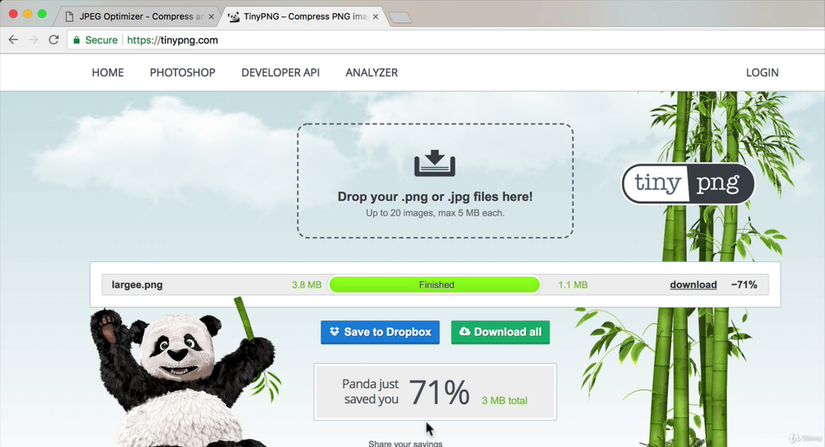 JPEG Optimizer - Compress an
TinyPNG – Compress PNG ima
Secure https://tinypng.com
HOME PHOTOSHOP DEVELOPER API ANALYZER LOGIN
Drop your .png or .jpg files here!
Up to 20 images, max 5 MB each.
tiny png
largee.png 3.8 MB Finished 1.1 MB download −71%
Save to Dropbox Download all
Panda just
saved you 71% 3 MB total
Share your savings
Udemy